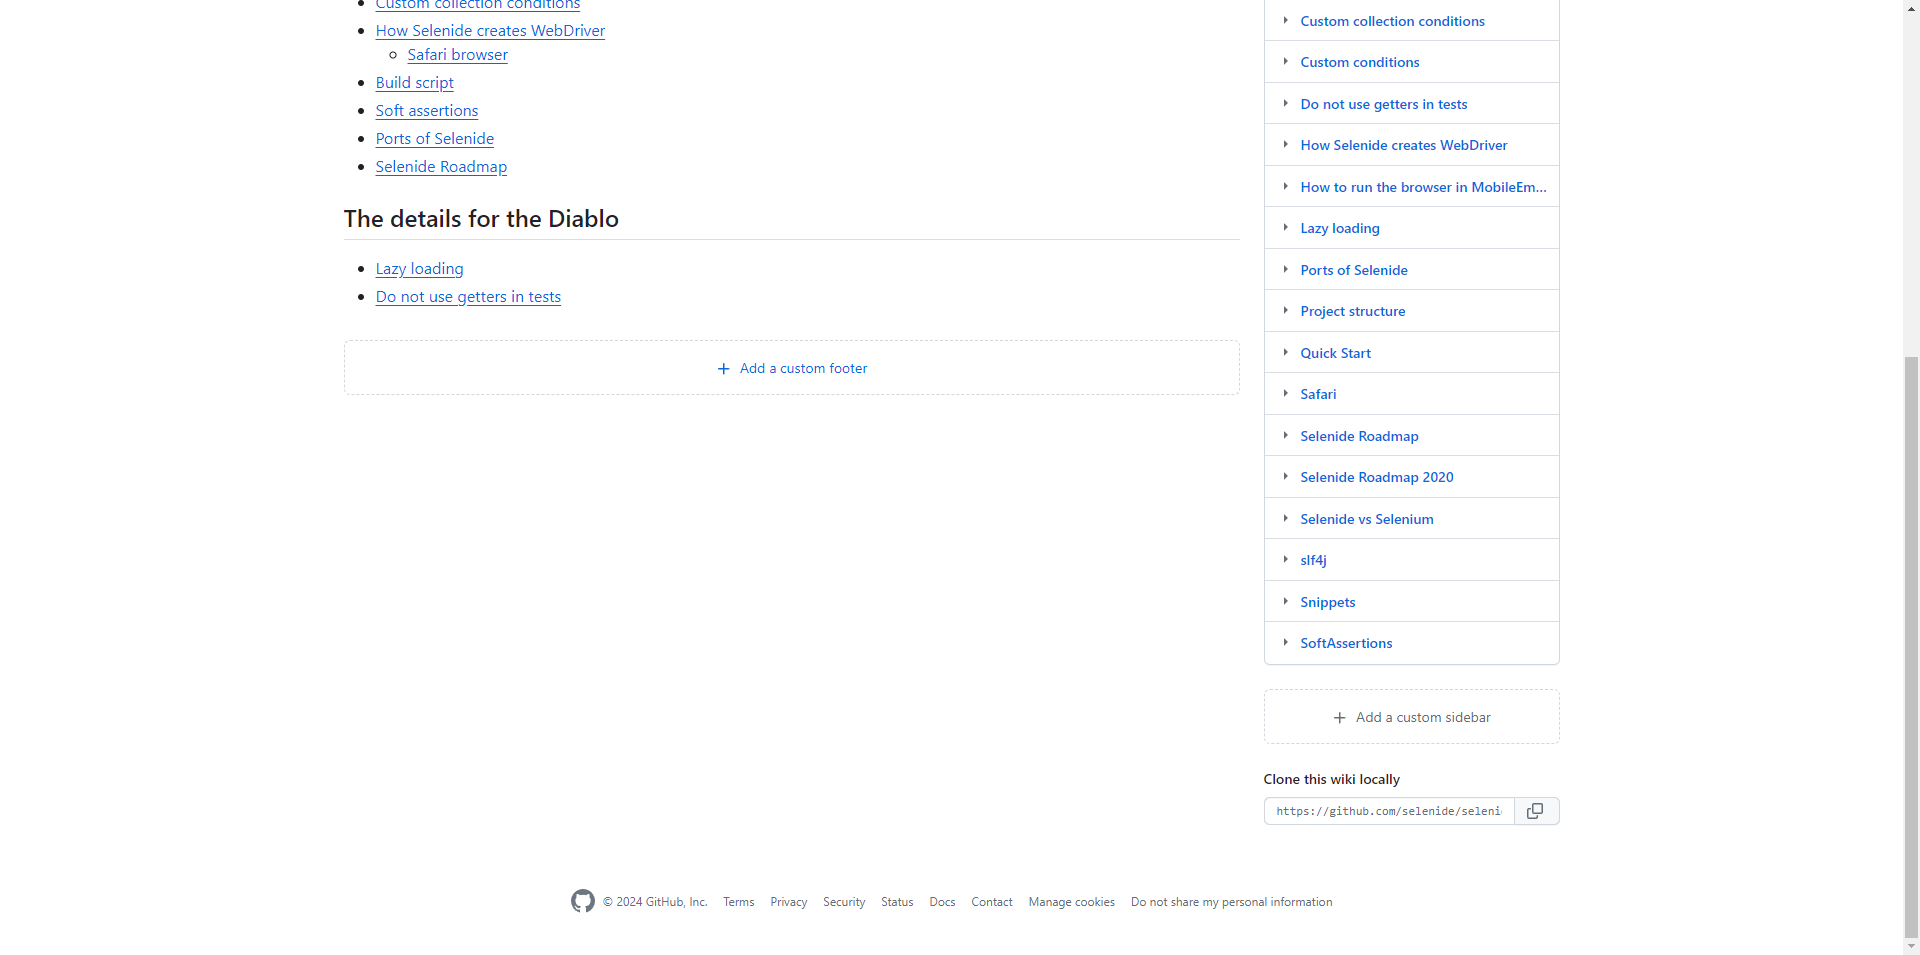 Custom collection conditions
How Selenide creates WebDriver
Safari browser
Build script
Soft assertions
Ports of Selenide
Selenide Roadmap
The details for the Diablo
Lazy loading
Do not use getters in tests
Add a custom footer
Custom collection conditions
Custom conditions
Do not use getters in tests
How Selenide creates WebDriver
How to run the browser in MobileEm...
Lazy loading
Ports of Selenide
Project structure
Quick Start
Safari
Selenide Roadmap
Selenide Roadmap 2020
Selenide vs Selenium
slf4j
Snippets
SoftAssertions
Add a custom sidebar
Clone this wiki locally
https://github.com/selenide/seleni
© 2024 GitHub, Inc. Terms Privacy Security Status Docs Contact Manage cookies Do not share my personal information